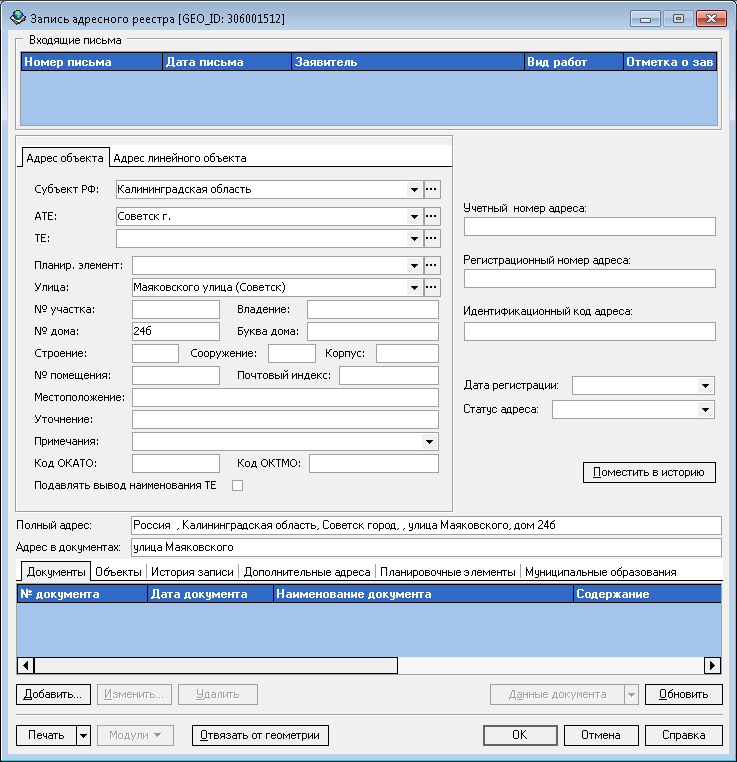 Запись адресного реестра [GEO_ID: 306001512]
Входящие письма
Номер письма Дата письма Заявитель Вид работ Отметка о зав
Адрес объекта Адрес линейного объекта
Субъект РФ: Калининградская область
АТЕ: Советск г.
ТЕ:
Планир. элемент:
Улица: Маяковского улица (Советск)
№ участка: Владение:
№ дома: 24б Буква дома:
Строение: Сооружение: Корпус:
№ помещения: Почтовый индекс:
Местоположение:
Уточнение:
Примечания:
Код ОКАТО: Код ОКТМО:
Подавлять вывод наименования ТЕ
Учетный номер адреса:
Регистрационный номер адреса:
Идентификационный код адреса:
Дата регистрации:
Статус адреса:
Поместить в историю
Полный адрес: Россия , Калининградская область, Советск город, , улица Маяковского, дом 24б
Адрес в документах: улица Маяковского
Документы Объекты История записи Дополнительные адреса Планировочные элементы Муниципальные образования
№ документа Дата документа Наименование документа Содержание
Добавить... Изменить... Удалить Данные документа Обновить
Печать Модули Отвязать от геометрии OK Отмена Справка